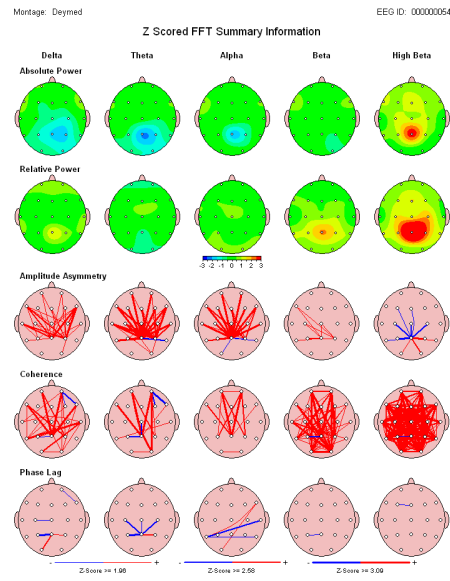 Montage: Deymed EEG ID: 000000054
Z Scored FFT Summary Information
Delta Theta Alpha Beta High Beta
Absolute Power
Relative Power
-3 -2 -1 0 1 2 3
Amplitude Asymmetry
Coherence
Phase Lag
- + - + - +
Z-Score >= 1.96 Z-Score >= 2.58 Z-Score >= 3.09